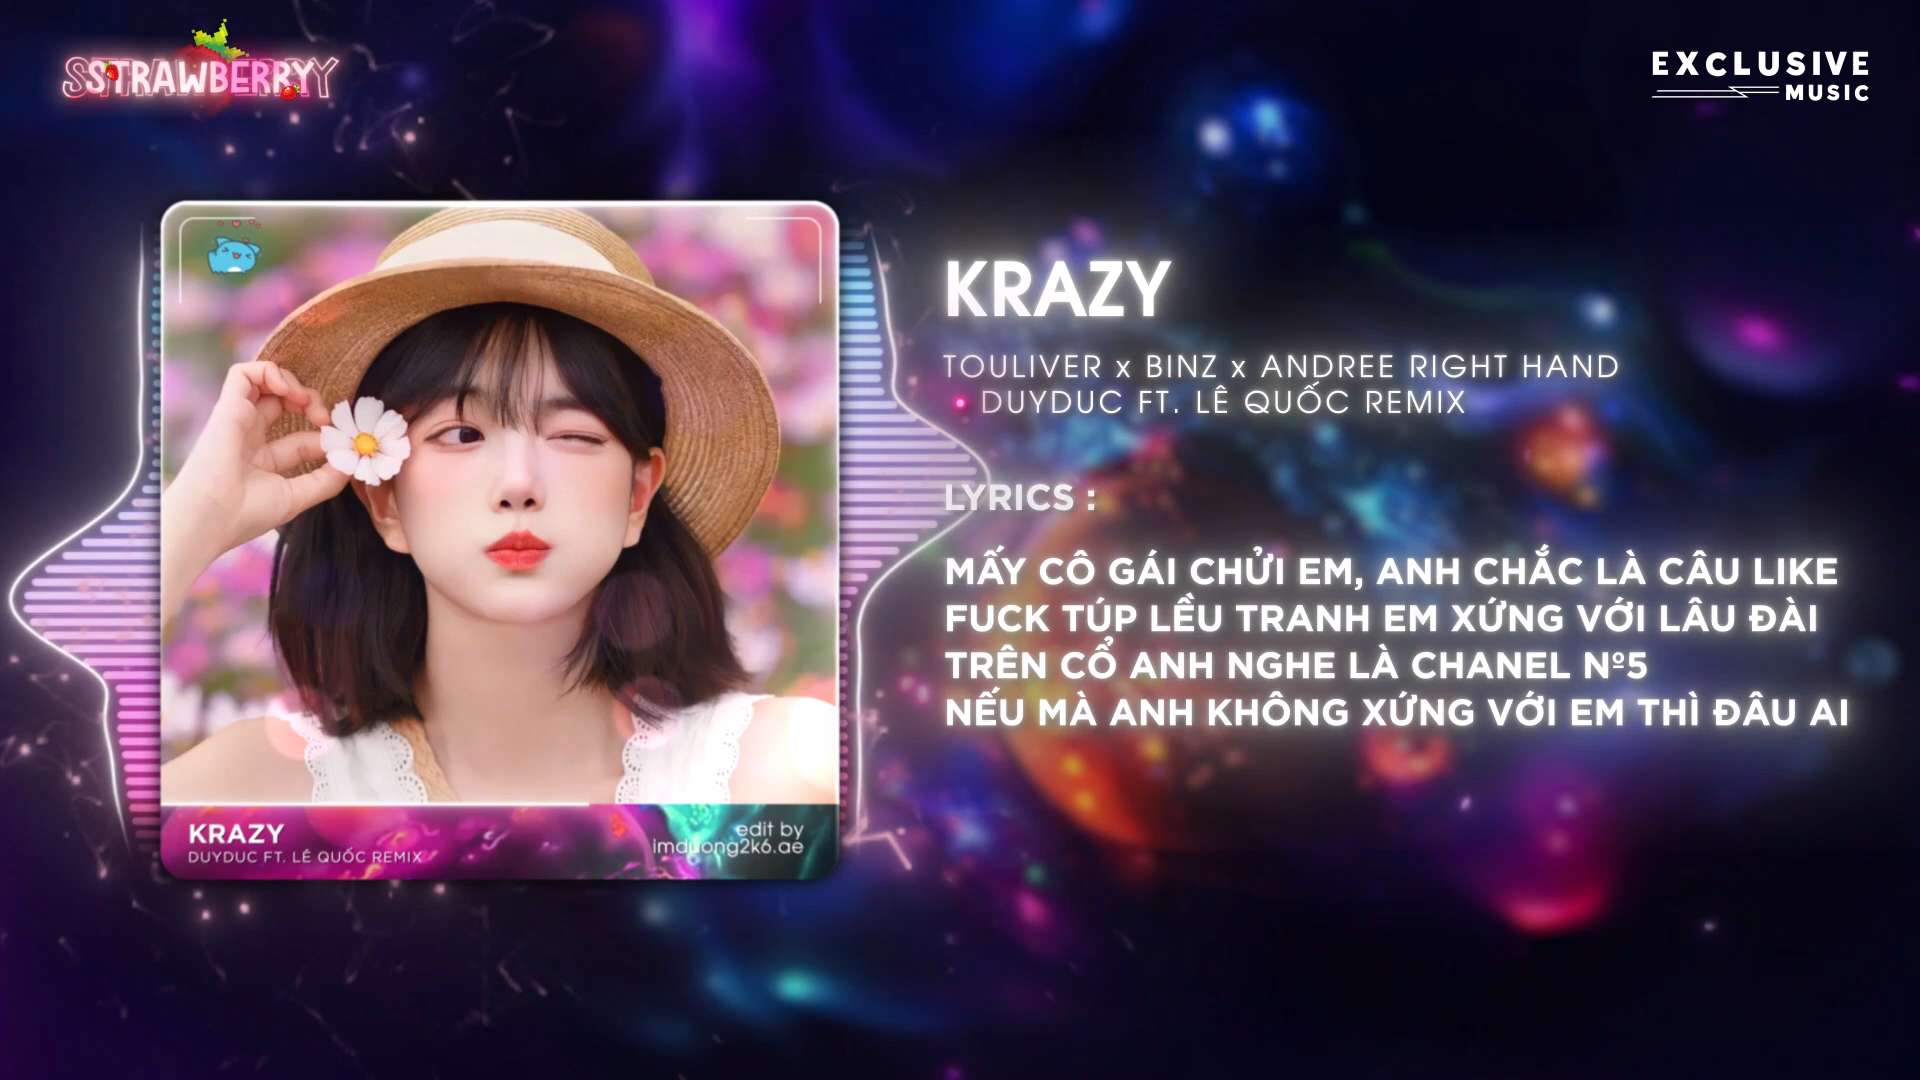 SSTRAWBERRYY
EXCLUSIVE
MUSIC
KRAZY
TOULIVER x BINZ x ANDREE RIGHT HAND
DUYDUC FT. LÊ QUỐC REMIX
LYRICS :
MẤY CÔ GÁI CHỬI EM, ANH CHẮC LÀ CÂU LIKE
FUCK TÚP LỀU TRANH EM XỨNG VỚI LÂU ĐÀI
TRÊN CỔ ANH NGHE LÀ CHANEL Nº5
NẾU MÀ ANH KHÔNG XỨNG VỚI EM THÌ ĐÂU AI
KRAZY
DUYDUC FT. LÊ QUỐC REMIX
edit by
imduong2k6.ae